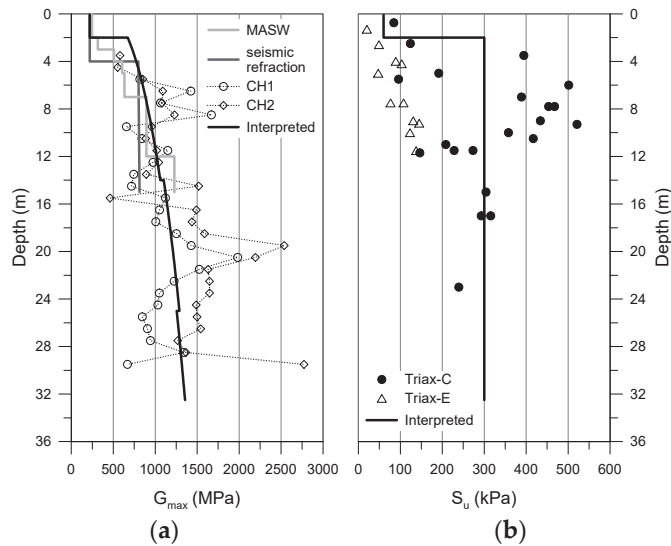 0
4
8
12
16
20
24
28
32
36
Depth (m)
MASW
seismic
refraction
CH1
CH2
Interpreted
0 500 1000 1500 2000 2500 3000
G_max (MPa)
(a)
0
4
8
12
16
20
24
28
32
36
Depth (m)
Triax-C
Triax-E
Interpreted
0 100 200 300 400 500 600
S_u (kPa)
(b)